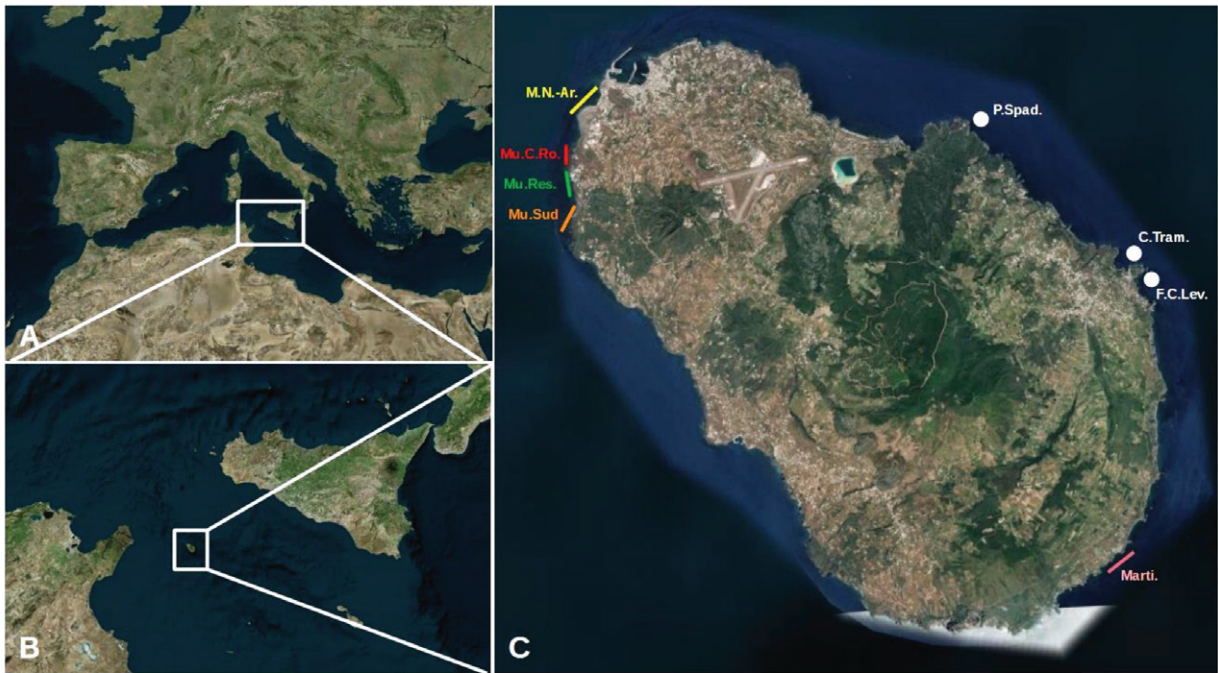 A
B
C
M.N.-Ar.
Mu.C.Ro.
Mu.Res.
Mu.Sud
P.Spad.
C.Tram.
F.C.Lev.
Marti.